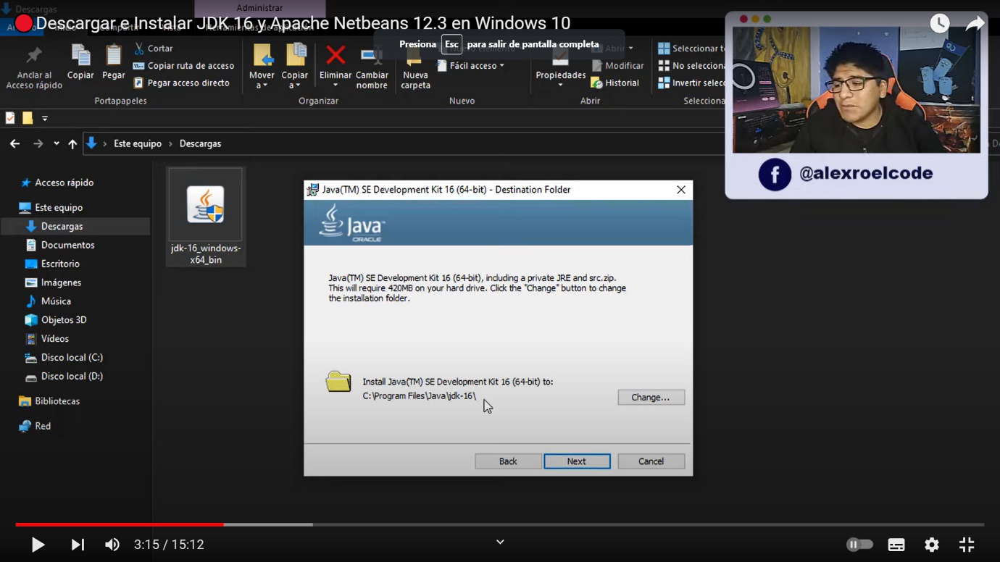 Descargas
Administrar
🔴Descargar e Instalar JDK 16 y Apache Netbeans 12.3 en Windows 10
Presiona Esc para salir de pantalla completa
Anclar al
Acceso rápido
Copiar
Pegar
Cortar
Copiar ruta de acceso
Pegar acceso directo
Portapapeles
Mover
a
Copiar
a
Eliminar
Cambiar
nombre
Organizar
Nueva
carpeta
Fácil acceso
Nuevo
Propiedades
Abrir
Modificar
Historial
Abrir
Seleccionar t
No selecciona
Invertir selec
Selecciona
Este equipo > Descargas
@alexroelcode
Acceso rápido
Este equipo
Descargas
Documentos
Escritorio
Imágenes
Música
Objetos 3D
Vídeos
Disco local (C:)
Disco local (D:)
Bibliotecas
Red
jdk-16_windows-
x64_bin
Java(TM) SE Development Kit 16 (64-bit) - Destination Folder
Java™
ORACLE
Java(TM) SE Development Kit 16 (64-bit), including a private JRE and src.zip.
This will require 420MB on your hard drive. Click the "Change" button to change
the installation folder.
Install Java(TM) SE Development Kit 16 (64-bit) to:
C:\Program Files\Java\jdk-16\
Change...
Back
Next
Cancel
3:15 / 15:12